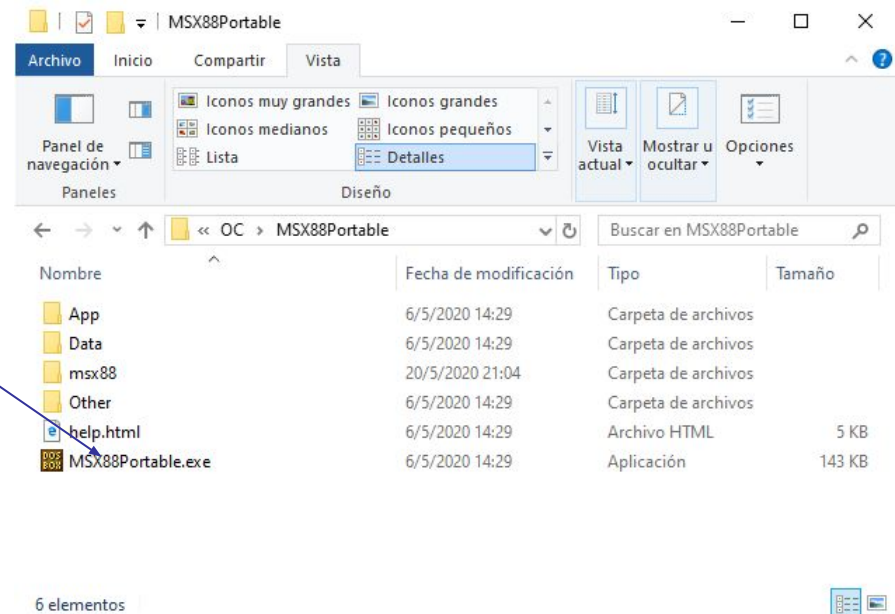 MSX88Portable
Archivo Inicio Compartir Vista
Iconos muy grandes Iconos grandes
Iconos medianos Iconos pequeños
Lista Detalles
Panel de navegación
Vista actual
Mostrar u ocultar
Opciones
Paneles Diseño
« OC > MSX88Portable
Buscar en MSX88Portable
Nombre Fecha de modificación Tipo Tamaño
App 6/5/2020 14:29 Carpeta de archivos
Data 6/5/2020 14:29 Carpeta de archivos
msx88 20/5/2020 21:04 Carpeta de archivos
Other 6/5/2020 14:29 Carpeta de archivos
help.html 6/5/2020 14:29 Archivo HTML 5 KB
DOS BOX MSX88Portable.exe 6/5/2020 14:29 Aplicación 143 KB
6 elementos